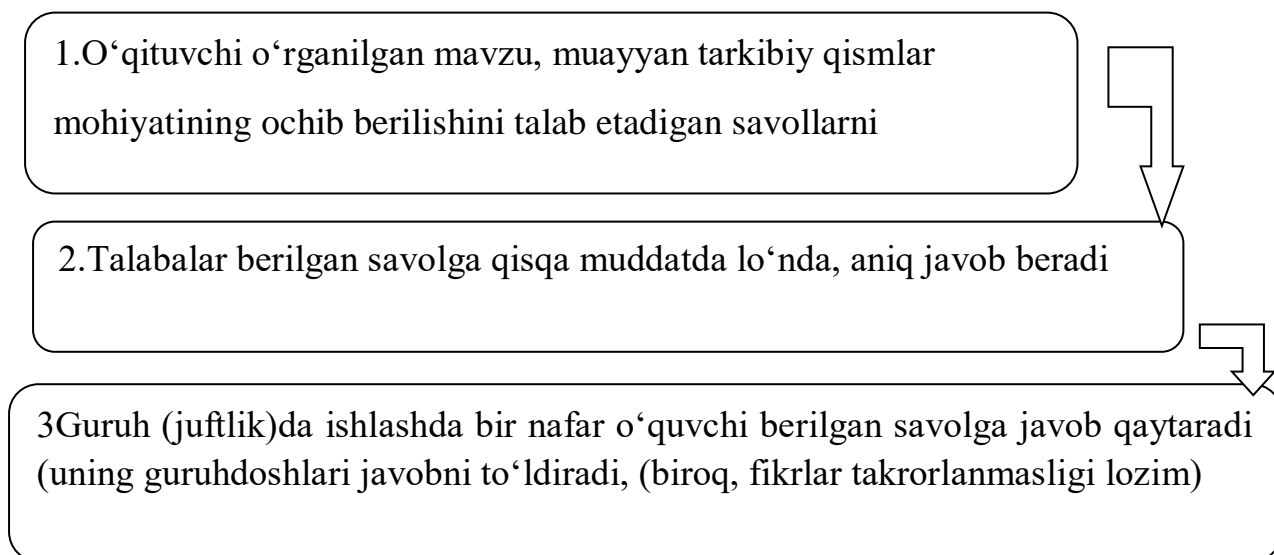 1.O‘qituvchi o‘rganilgan mavzu, muayyan tarkibiy qismlar
mohiyatining ochib berilishini talab etadigan savollarni
2.Talabalar berilgan savolga qisqa muddatda lo‘nda, aniq javob beradi
3Guruh (juftlik)da ishlashda bir nafar o‘quvchi berilgan savolga javob qaytaradi
(uning guruhdoshlari javobni to‘ldiradi, (biroq, fikrlar takrorlanmasligi lozim)